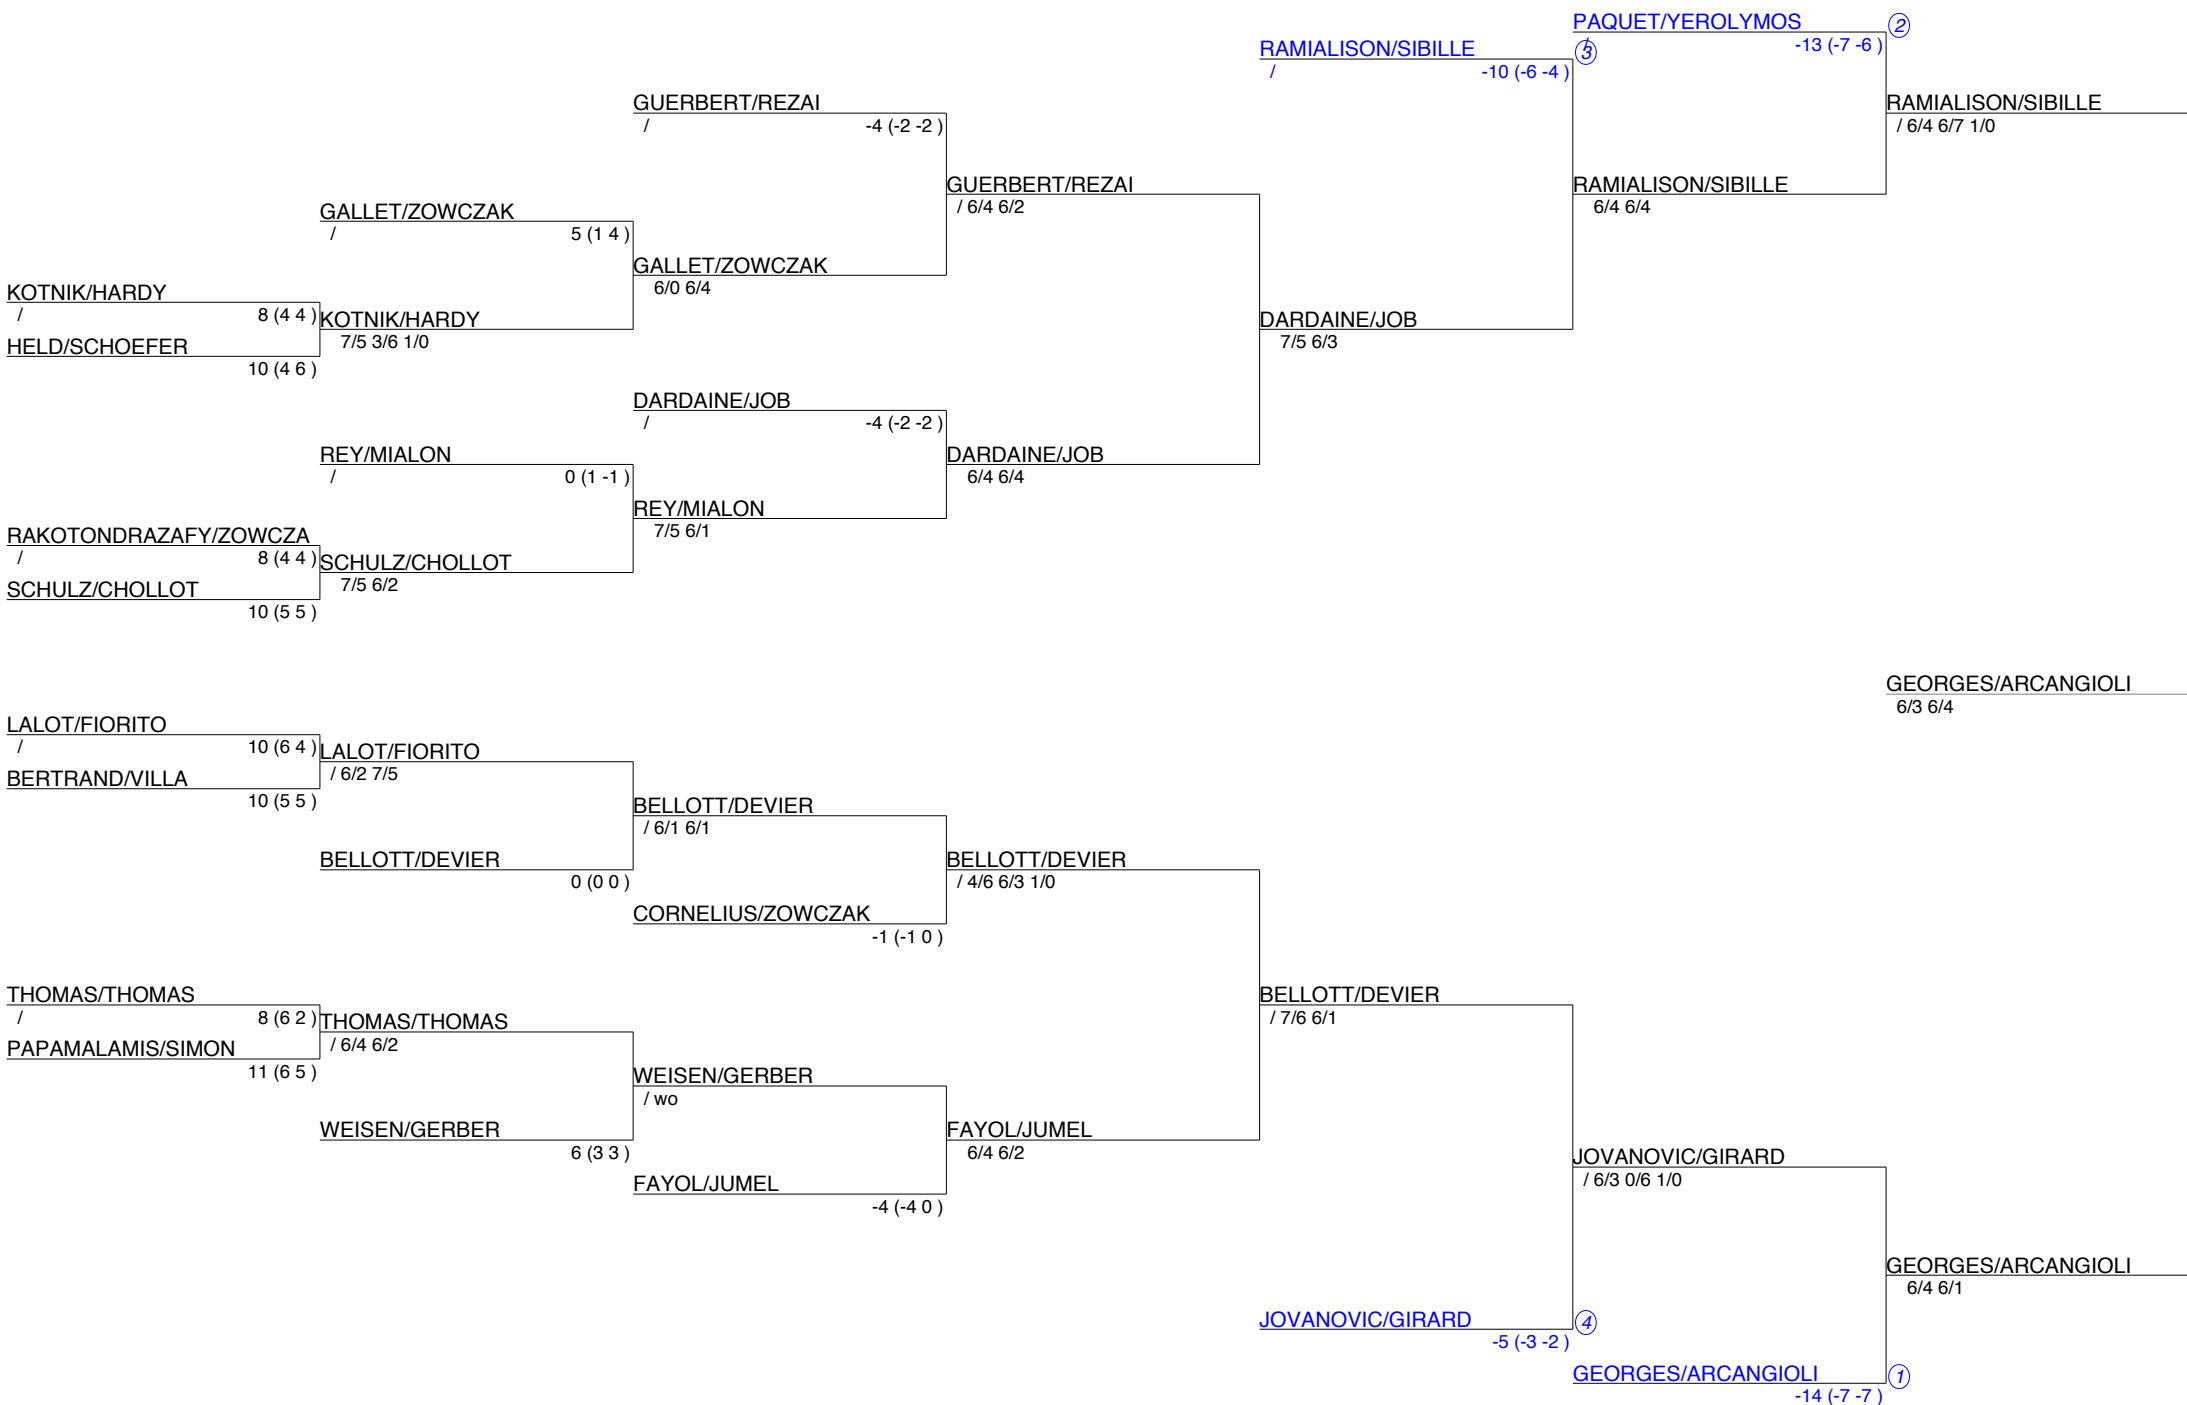 PAQUET/YEROLYMOS
2
/
-13 (-7 -6 )
RAMIALISON/SIBILLE
3
/
-10 (-6 -4 )
GUERBERT/REZAI
/
-4 (-2 -2 )
RAMIALISON/SIBILLE
/ 6/4 6/7 1/0
GUERBERT/REZAI
/ 6/4 6/2
RAMIALISON/SIBILLE
6/4 6/4
GALLET/ZOWCZAK
/
5 (1 4 )
GALLET/ZOWCZAK
6/0 6/4
KOTNIK/HARDY
/
8 (4 4 )
KOTNIK/HARDY
7/5 3/6 1/0
HELD/SCHOEFER
10 (4 6 )
DARDAINE/JOB
7/5 6/3
DARDAINE/JOB
/
-4 (-2 -2 )
REY/MIALON
/
0 (1 -1 )
DARDAINE/JOB
6/4 6/4
REY/MIALON
7/5 6/1
RAKOTONDRAZAFY/ZOWCZA
/
8 (4 4 )
SCHULZ/CHOLLOT
7/5 6/2
SCHULZ/CHOLLOT
10 (5 5 )
GEORGES/ARCANGIOLI
6/3 6/4
LALOT/FIORITO
/
10 (6 4 )
LALOT/FIORITO
/ 6/2 7/5
BERTRAND/VILLA
10 (5 5 )
BELLOTT/DEVIER
/ 6/1 6/1
BELLOTT/DEVIER
0 (0 0 )
BELLOTT/DEVIER
/ 4/6 6/3 1/0
CORNELIUS/ZOWCZAK
-1 (-1 0 )
THOMAS/THOMAS
/
8 (6 2 )
THOMAS/THOMAS
/ 6/4 6/2
PAPAMALAMIS/SIMON
11 (6 5 )
BELLOTT/DEVIER
/ 7/6 6/1
WEISEN/GERBER
/ wo
WEISEN/GERBER
6 (3 3 )
FAYOL/JUMEL
6/4 6/2
FAYOL/JUMEL
-4 (-4 0 )
JOVANOVIC/GIRARD
/ 6/3 0/6 1/0
GEORGES/ARCANGIOLI
6/4 6/1
JOVANOVIC/GIRARD
4
-5 (-3 -2 )
GEORGES/ARCANGIOLI
1
-14 (-7 -7 )